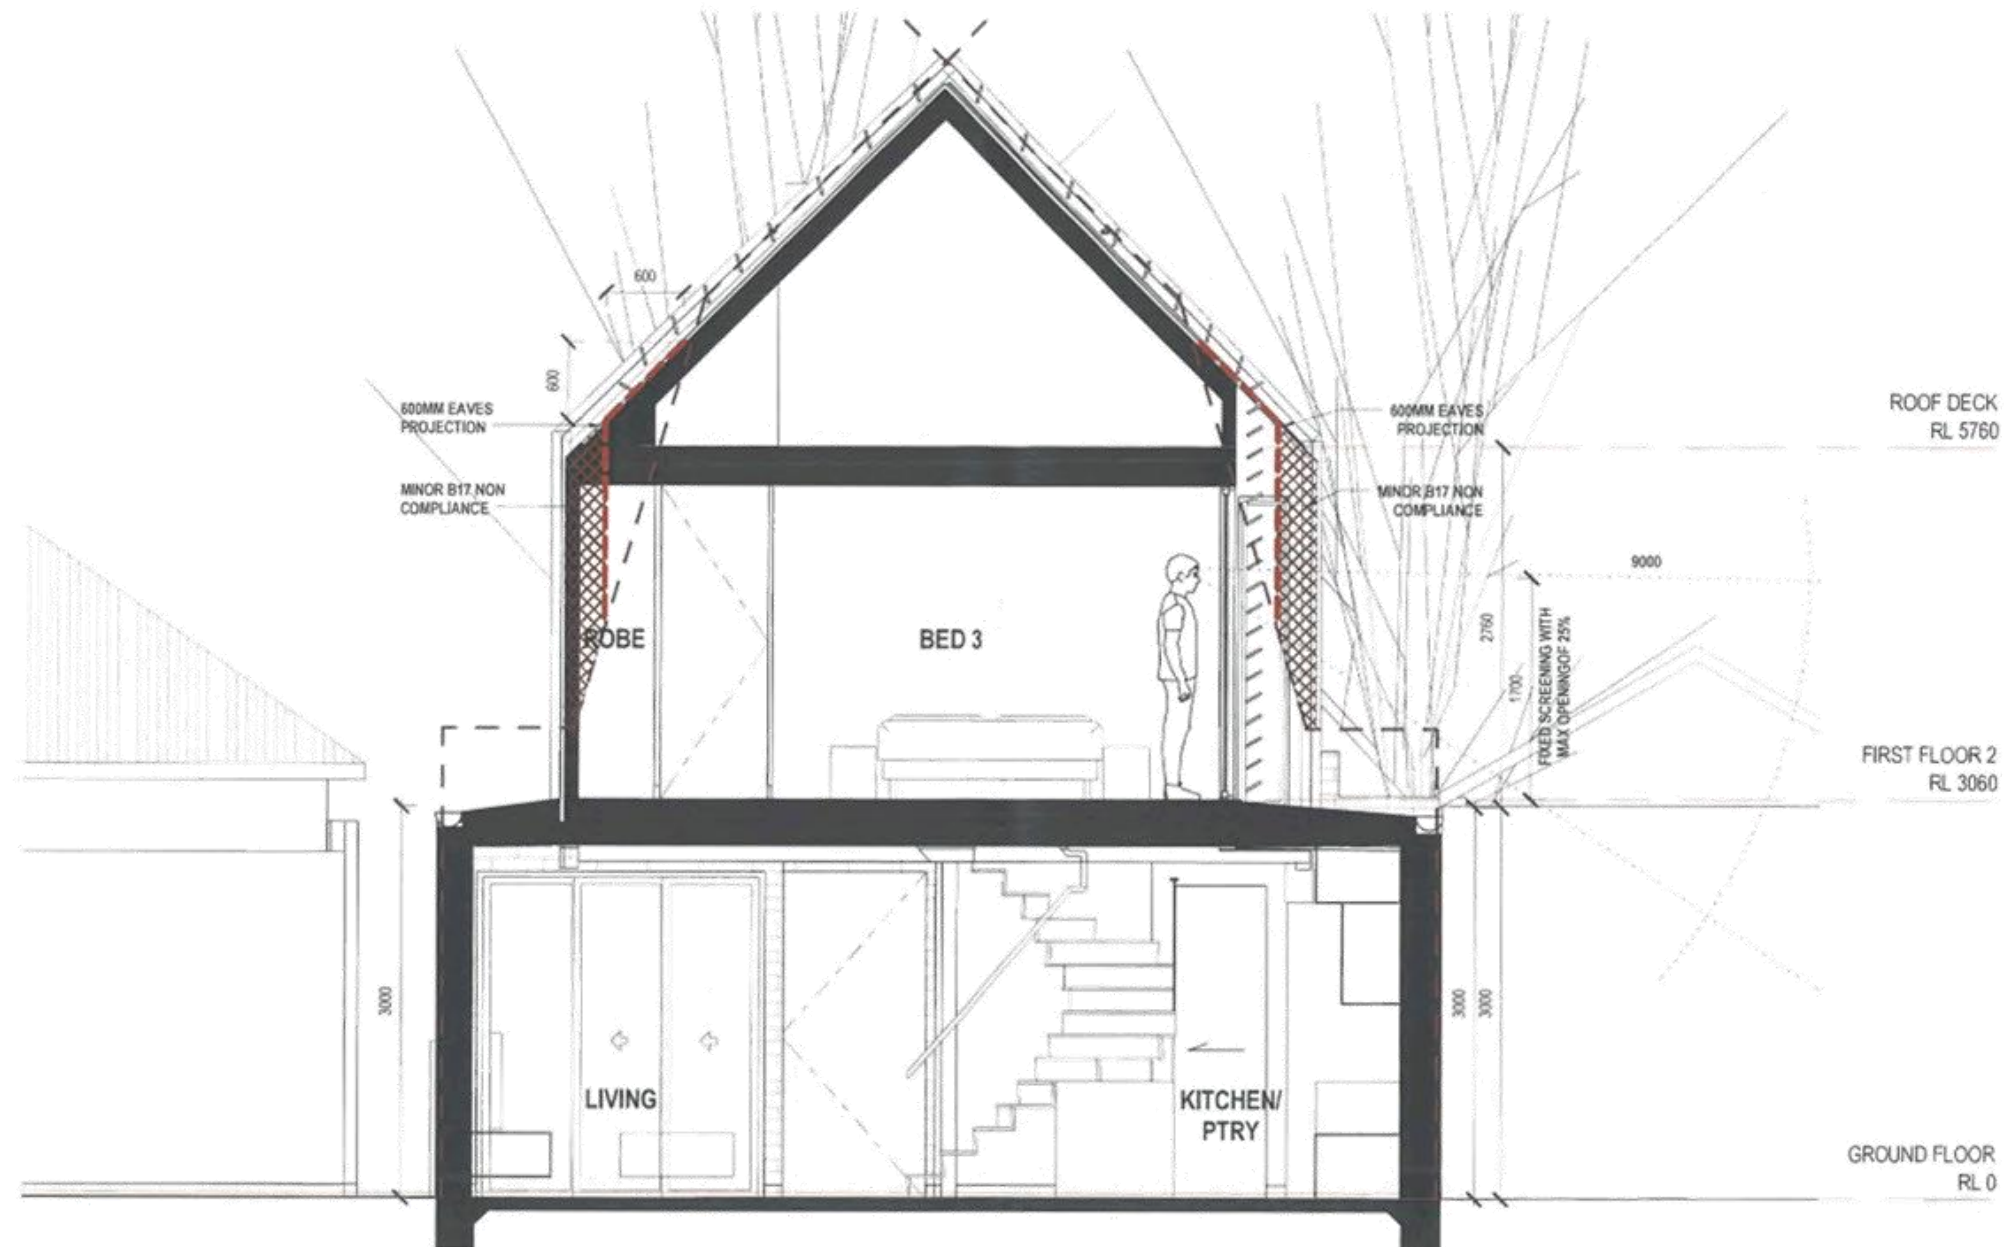 600
600
600MM EAVES
PROJECTION
600MM EAVES
PROJECTION
ROOF DECK
RL 5760
MINOR B17 NON
COMPLIANCE
MINOR B17 NON
COMPLIANCE
9000
2760
1700
FIXED SCREENING WITH
MAX OPENINGOF 25%
ROBE
BED 3
FIRST FLOOR 2
RL 3060
3000
3000
3000
LIVING
KITCHEN/
PTRY
GROUND FLOOR
RL 0